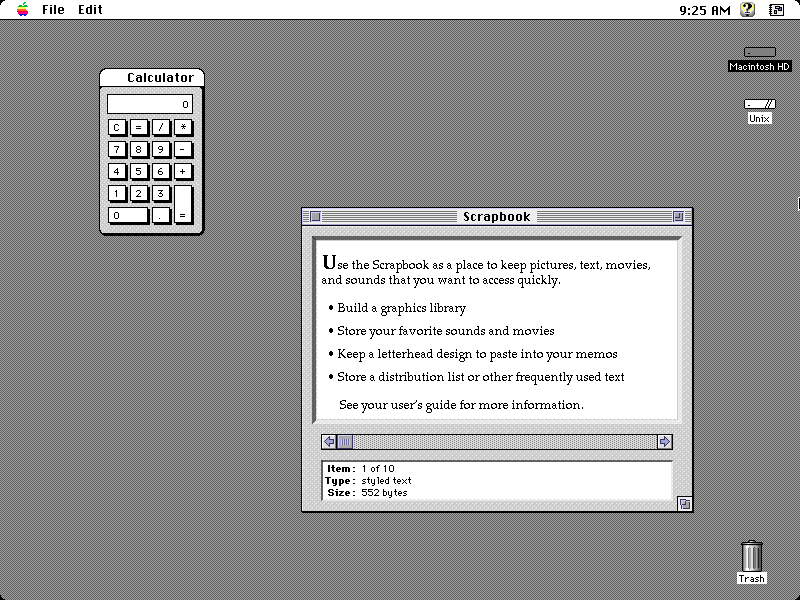 File Edit 9:25 AM
Macintosh HD
Unix
Calculator
0
C = / *
7 8 9 -
4 5 6 +
1 2 3
0 . =
Scrapbook
Use the Scrapbook as a place to keep pictures, text, movies,
and sounds that you want to access quickly.
• Build a graphics library
• Store your favorite sounds and movies
• Keep a letterhead design to paste into your memos
• Store a distribution list or other frequently used text
See your user's guide for more information.
Item: 1 of 10
Type: styled text
Size: 552 bytes
Trash